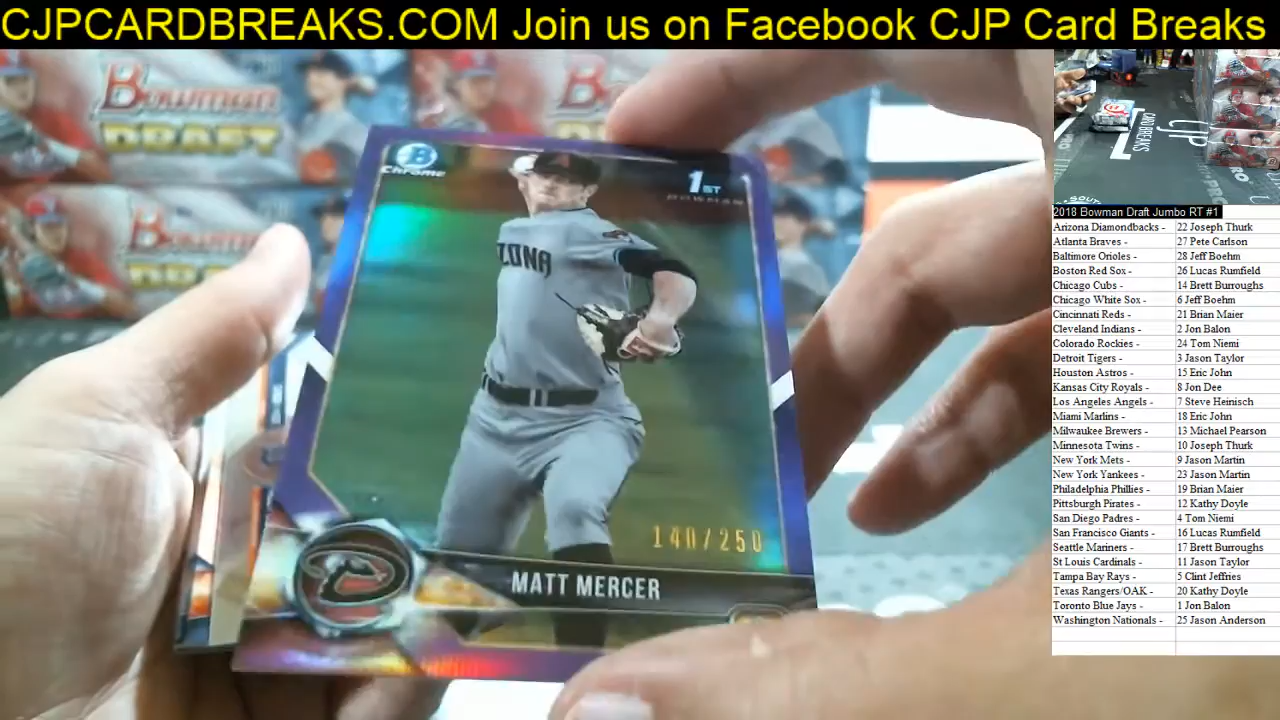 CJPCARDBREAKS.COM Join us on Facebook CJP Card Breaks
Bowman
DRAFT
Bowman
B
Chrome
1ST
BOWMAN
ZONA
140/250
MATT MERCER
CARD BREAKS
CJP
2018 Bowman Draft Jumbo RT #1
Arizona Diamondbacks - 22 Joseph Thurk
Atlanta Braves - 27 Pete Carlson
Baltimore Orioles - 28 Jeff Boehm
Boston Red Sox - 26 Lucas Rumfield
Chicago Cubs - 14 Brett Burroughs
Chicago White Sox - 6 Jeff Boehm
Cincinnati Reds - 21 Brian Maier
Cleveland Indians - 2 Jon Balon
Colorado Rockies - 24 Tom Niemi
Detroit Tigers - 3 Jason Taylor
Houston Astros - 15 Eric John
Kansas City Royals - 8 Jon Dee
Los Angeles Angels - 7 Steve Heinisch
Miami Marlins - 18 Eric John
Milwaukee Brewers - 13 Michael Pearson
Minnesota Twins - 10 Joseph Thurk
New York Mets - 9 Jason Martin
New York Yankees - 23 Jason Martin
Philadelphia Phillies - 19 Brian Maier
Pittsburgh Pirates - 12 Kathy Doyle
San Diego Padres - 4 Tom Niemi
San Francisco Giants - 16 Lucas Rumfield
Seattle Mariners - 17 Brett Burroughs
St Louis Cardinals - 11 Jason Taylor
Tampa Bay Rays - 5 Clint Jeffries
Texas Rangers/OAK - 20 Kathy Doyle
Toronto Blue Jays - 1 Jon Balon
Washington Nationals - 25 Jason Anderson